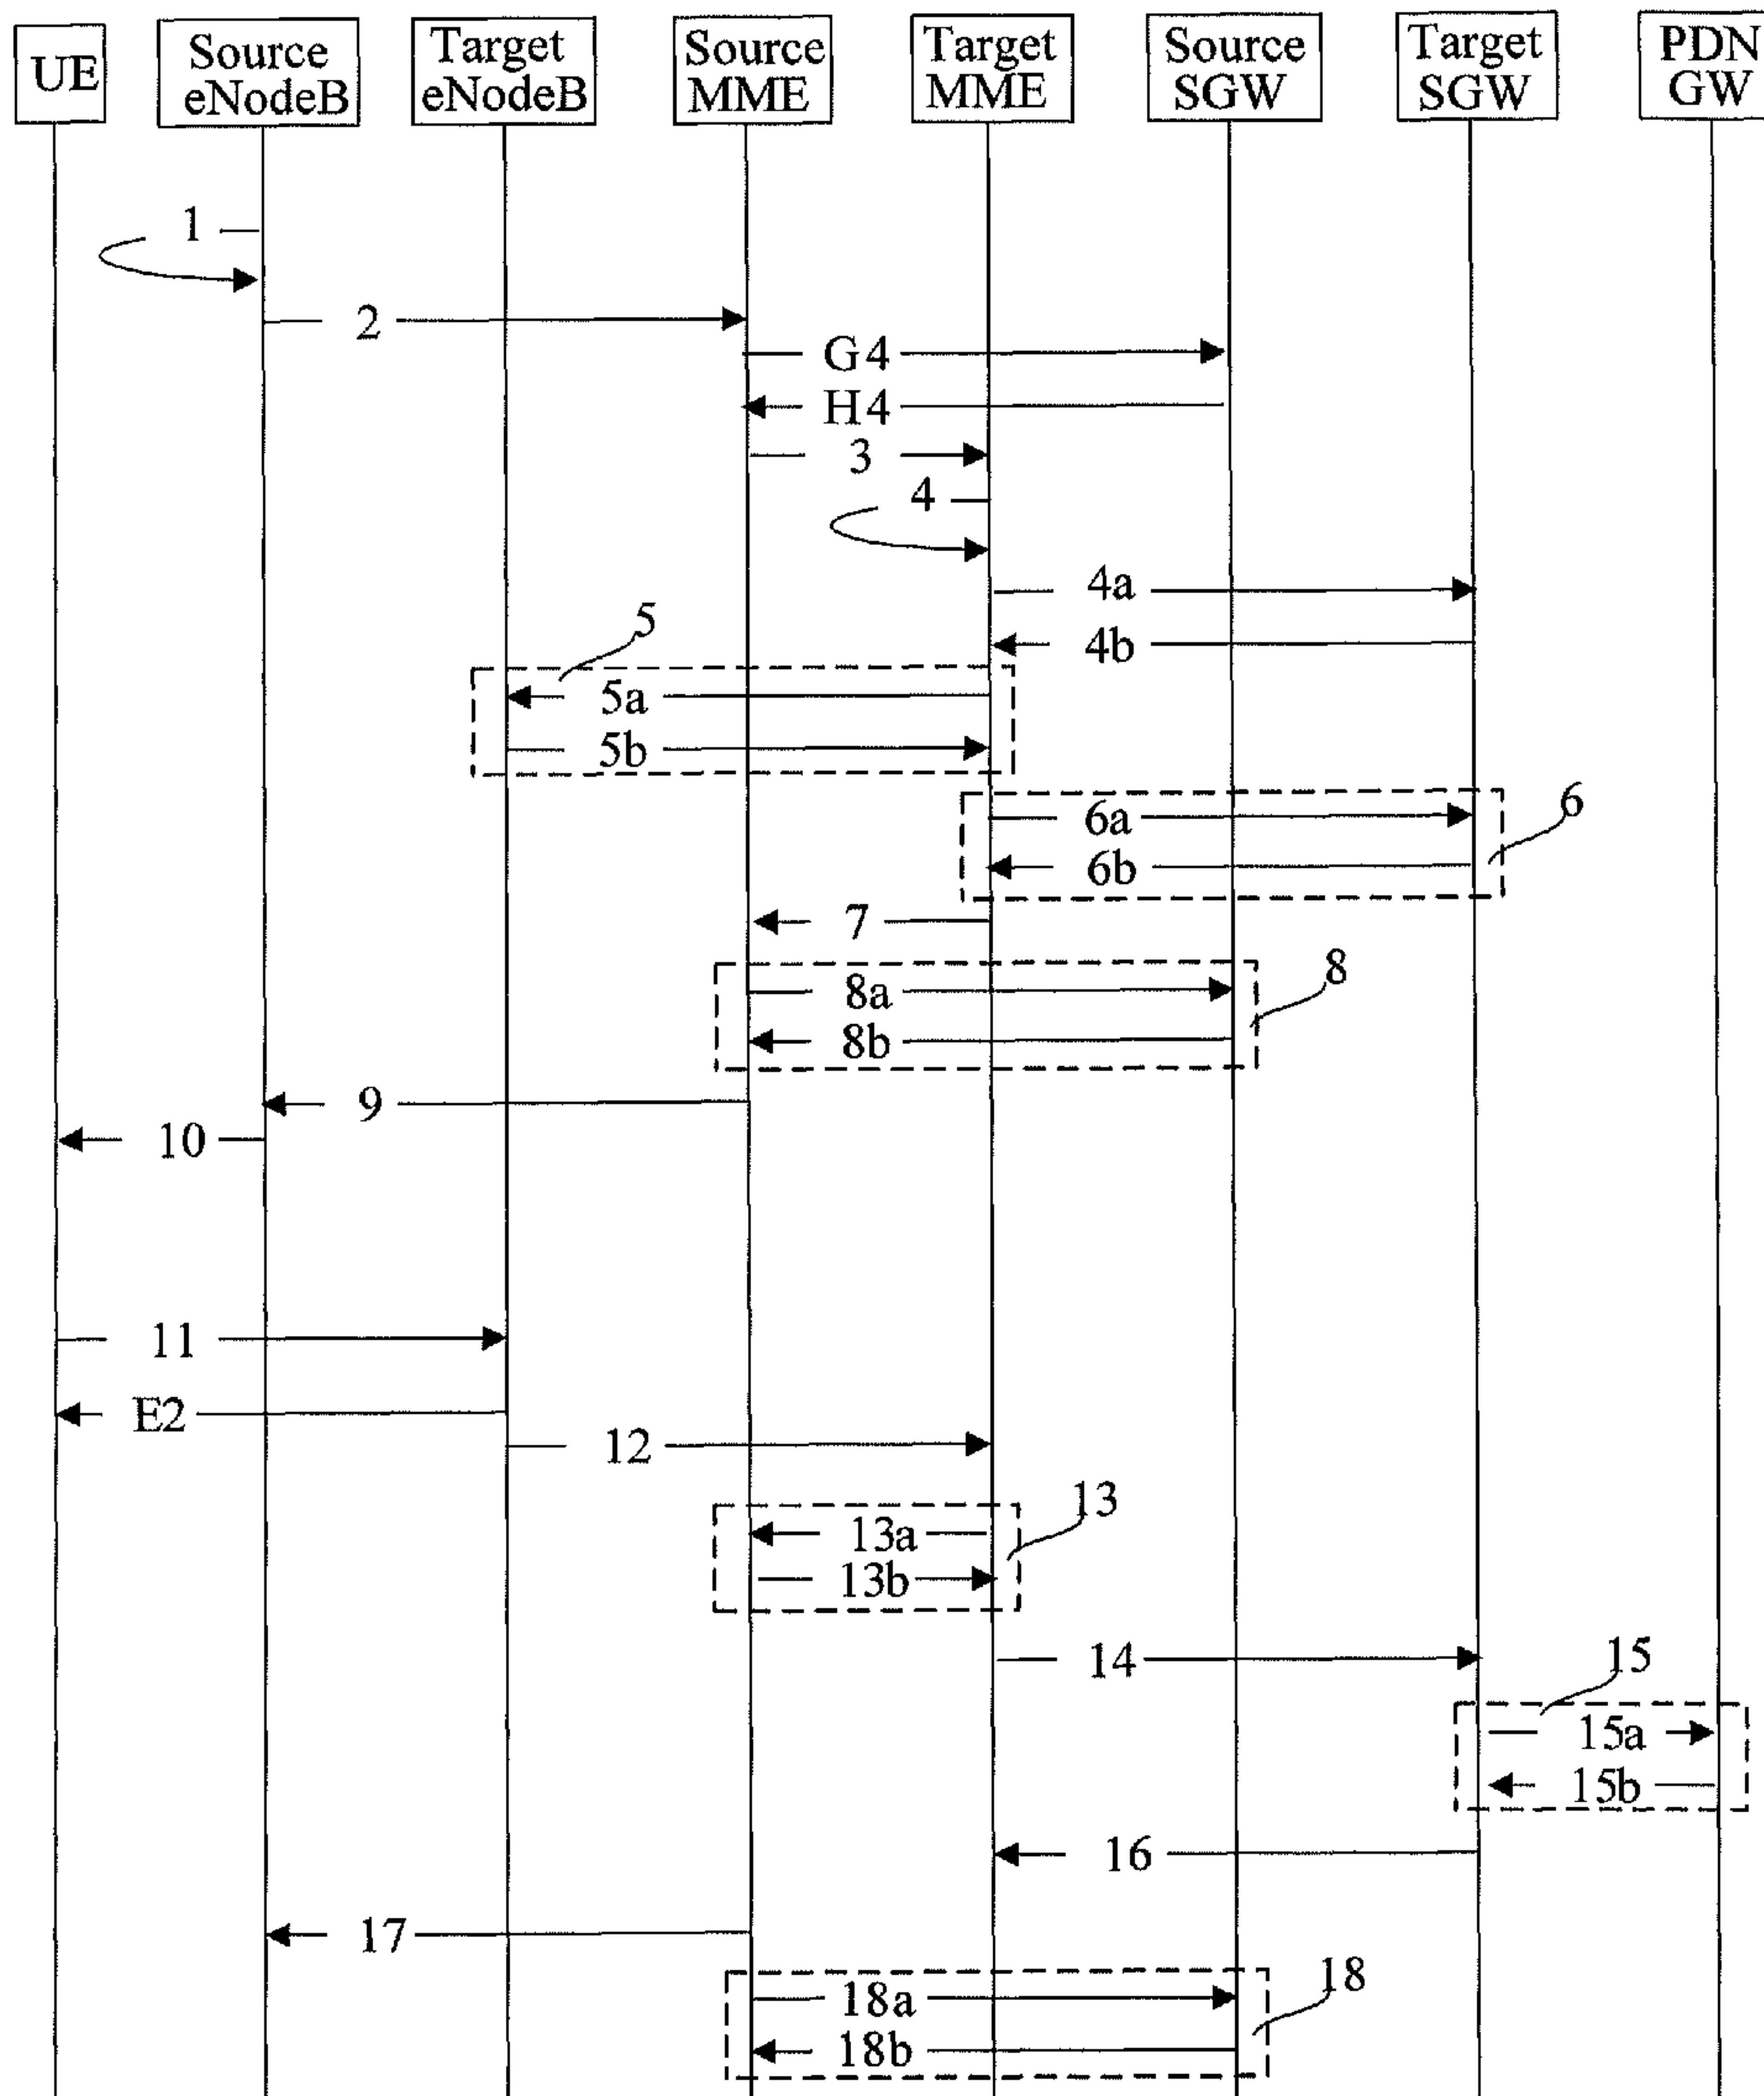 UE
Source
eNodeB
Target
eNodeB
Source
MME
Target
MME
Source
SGW
Target
SGW
PDN
GW
1
2
G4
H4
3
4
4a
4b
5
5a
5b
6
6a
6b
7
8
8a
8b
9
10
11
E2
12
13
13a
13b
14
15
15a
15b
16
17
18
18a
18b